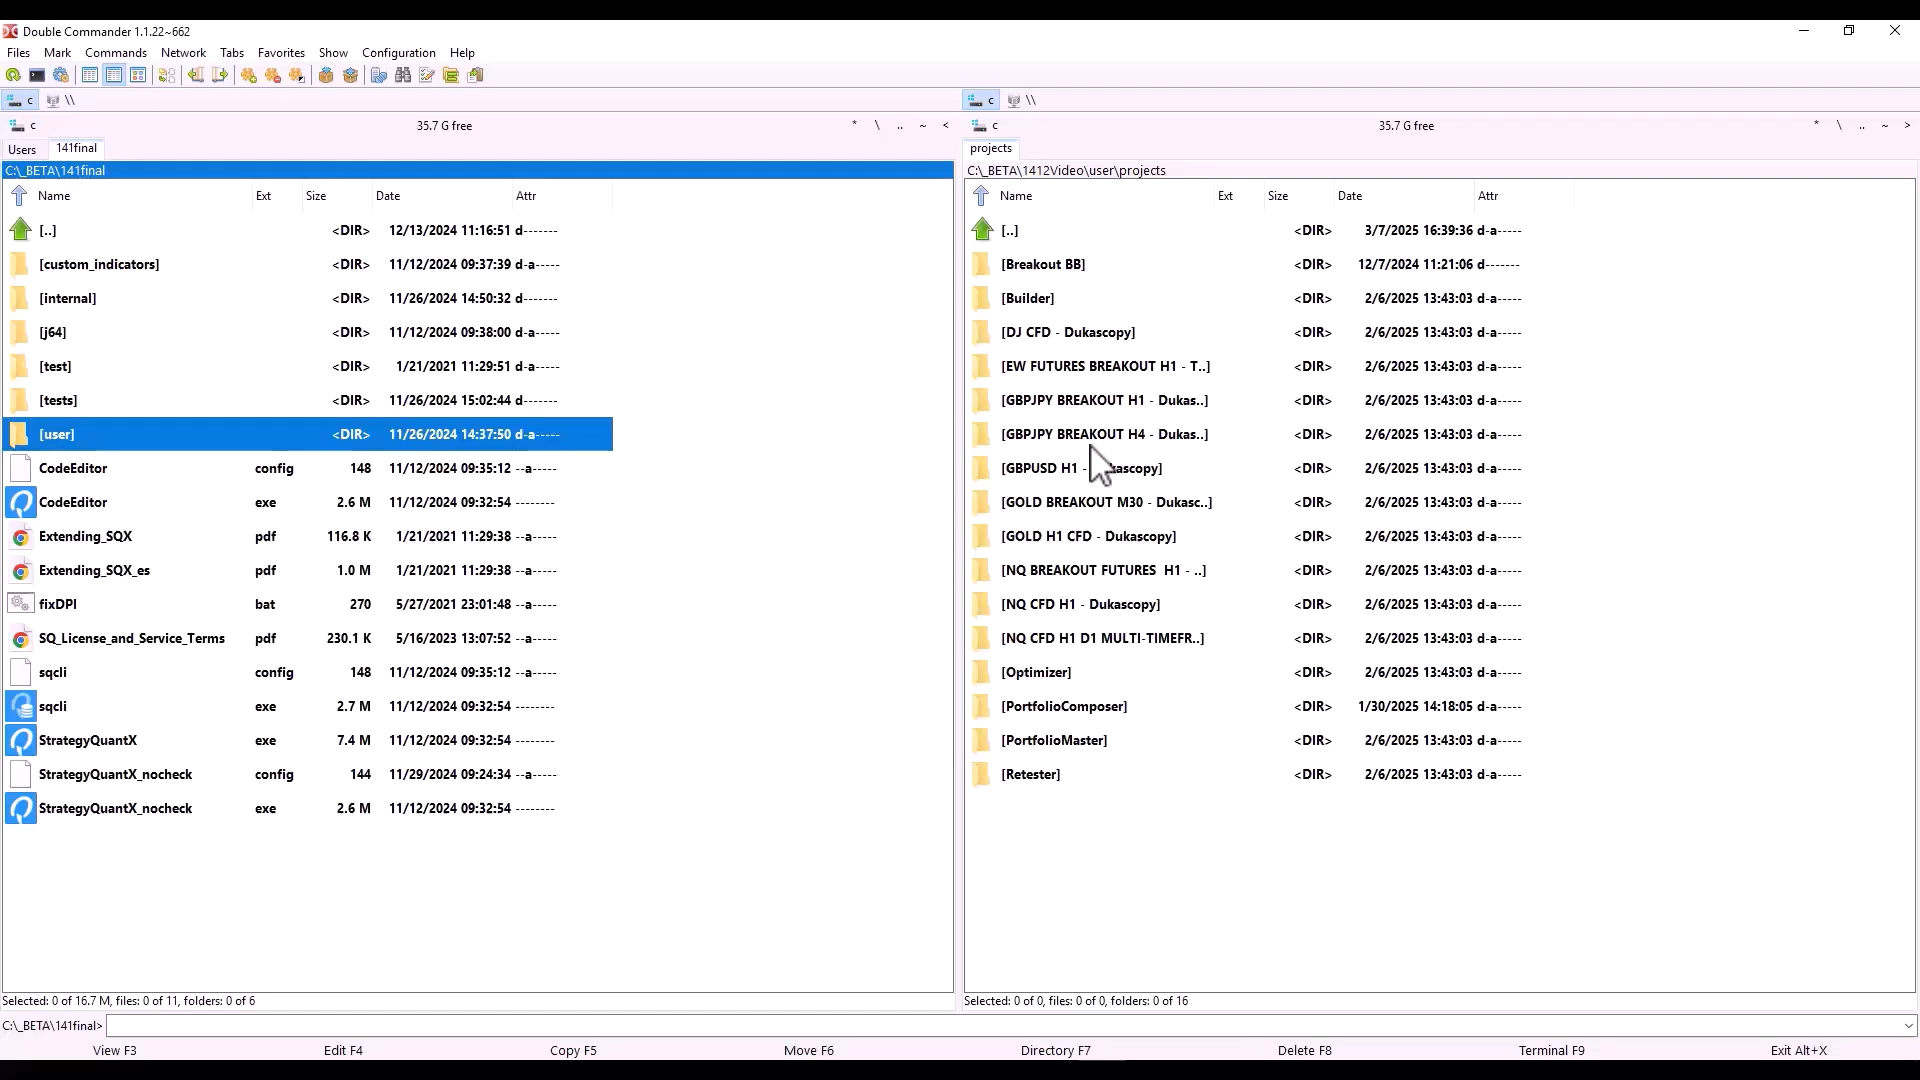 Double Commander 1.1.22~662
Files Mark Commands Network Tabs Favorites Show Configuration Help
c \\ c \\
c 35.7 G free * \ .. ~ < c 35.7 G free * \ .. ~ >
Users 141final projects
C:\_BETA\141final
Name Ext Size Date Attr
[..] <DIR> 12/13/2024 11:16:51 d-------
[custom_indicators] <DIR> 11/12/2024 09:37:39 d-a-----
[internal] <DIR> 11/26/2024 14:50:32 d-------
[j64] <DIR> 11/12/2024 09:38:00 d-a-----
[test] <DIR> 1/21/2021 11:29:51 d-a-----
[tests] <DIR> 11/26/2024 15:02:44 d-------
[user] <DIR> 11/26/2024 14:37:50 d-a-----
CodeEditor config 148 11/12/2024 09:35:12 --a-----
CodeEditor exe 2.6 M 11/12/2024 09:32:54 --------
Extending_SQX pdf 116.8 K 1/21/2021 11:29:38 --a-----
Extending_SQX_es pdf 1.0 M 1/21/2021 11:29:38 --a-----
fixDPI bat 270 5/27/2021 23:01:48 --a-----
SQ_License_and_Service_Terms pdf 230.1 K 5/16/2023 13:07:52 --a-----
sqcli config 148 11/12/2024 09:35:12 --a-----
sqcli exe 2.7 M 11/12/2024 09:32:54 --------
StrategyQuantX exe 7.4 M 11/12/2024 09:32:54 --------
StrategyQuantX_nocheck config 144 11/29/2024 09:24:34 --a-----
StrategyQuantX_nocheck exe 2.6 M 11/12/2024 09:32:54 --------
Selected: 0 of 16.7 M, files: 0 of 11, folders: 0 of 6
C:\_BETA\1412Video\user\projects
Name Ext Size Date Attr
[..] <DIR> 3/7/2025 16:39:36 d-a-----
[Breakout BB] <DIR> 12/7/2024 11:21:06 d-------
[Builder] <DIR> 2/6/2025 13:43:03 d-a-----
[DJ CFD - Dukascopy] <DIR> 2/6/2025 13:43:03 d-a-----
[EW FUTURES BREAKOUT H1 - T..] <DIR> 2/6/2025 13:43:03 d-a-----
[GBPJPY BREAKOUT H1 - Dukas..] <DIR> 2/6/2025 13:43:03 d-a-----
[GBPJPY BREAKOUT H4 - Dukas..] <DIR> 2/6/2025 13:43:03 d-a-----
[GBPUSD H1 - ascopy] <DIR> 2/6/2025 13:43:03 d-a-----
[GOLD BREAKOUT M30 - Dukasc..] <DIR> 2/6/2025 13:43:03 d-a-----
[GOLD H1 CFD - Dukascopy] <DIR> 2/6/2025 13:43:03 d-a-----
[NQ BREAKOUT FUTURES  H1 - ..] <DIR> 2/6/2025 13:43:03 d-a-----
[NQ CFD H1 - Dukascopy] <DIR> 2/6/2025 13:43:03 d-a-----
[NQ CFD H1 D1 MULTI-TIMEFR..] <DIR> 2/6/2025 13:43:03 d-a-----
[Optimizer] <DIR> 2/6/2025 13:43:03 d-a-----
[PortfolioComposer] <DIR> 1/30/2025 14:18:05 d-a-----
[PortfolioMaster] <DIR> 2/6/2025 13:43:03 d-a-----
[Retester] <DIR> 2/6/2025 13:43:03 d-a-----
Selected: 0 of 0, files: 0 of 0, folders: 0 of 16
C:\_BETA\141final>
View F3 Edit F4 Copy F5 Move F6 Directory F7 Delete F8 Terminal F9 Exit Alt+X